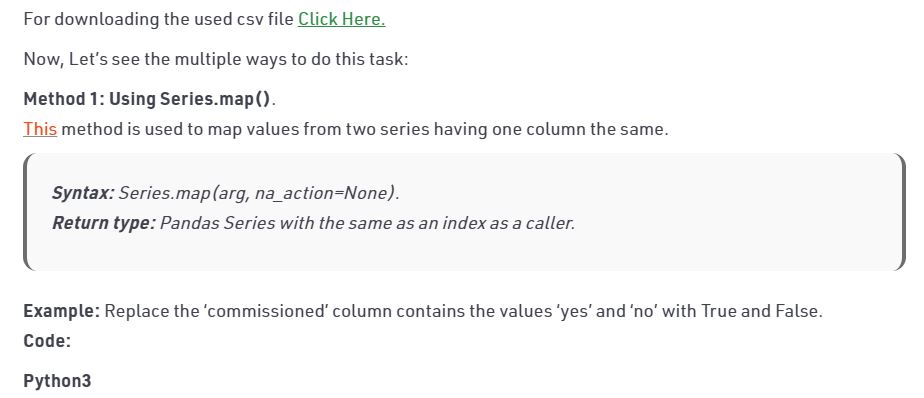 For downloading the used csv file Click Here.
Now, Let’s see the multiple ways to do this task:
Method 1: Using Series.map().
This method is used to map values from two series having one column the same.
Syntax: Series.map(arg, na_action=None).
Return type: Pandas Series with the same as an index as a caller.
Example: Replace the ‘commissioned’ column contains the values ‘yes’ and ‘no’ with True and False.
Code:
Python3